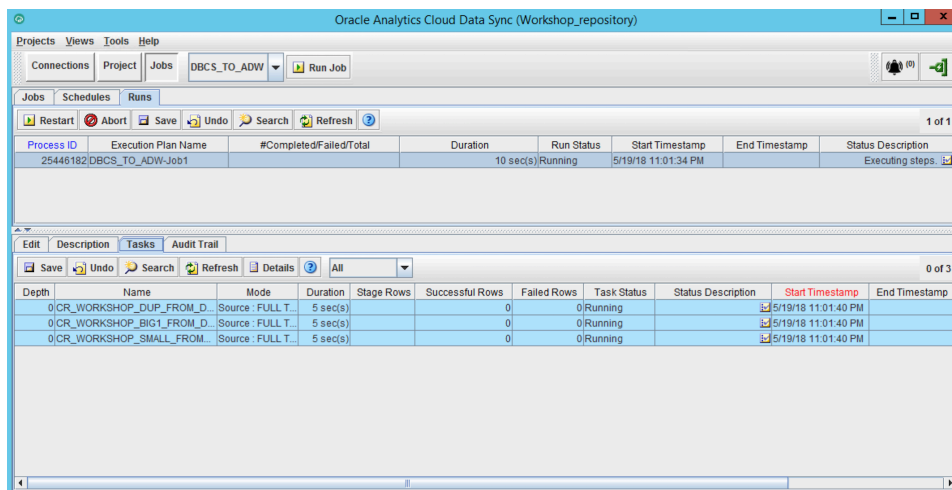 Oracle Analytics Cloud Data Sync (Workshop_repository)
Projects Views Tools Help
Connections Project Jobs DBCS_TO_ADW Run Job (0)
Jobs Schedules Runs
Restart Abort Save Undo Search Refresh 1 of 1
Process ID Execution Plan Name #Completed/Failed/Total Duration Run Status Start Timestamp End Timestamp Status Description
25446182 DBCS_TO_ADW-Job1 10 sec(s) Running 5/19/18 11:01:34 PM Executing steps.
Edit Description Tasks Audit Trail
Save Undo Search Refresh Details All 0 of 3
Depth Name Mode Duration Stage Rows Successful Rows Failed Rows Task Status Status Description Start Timestamp End Timestamp
0 CR_WORKSHOP_DUP_FROM_D... Source : FULL T... 5 sec(s) 0 0 Running 5/19/18 11:01:40 PM
0 CR_WORKSHOP_BIG1_FROM_D... Source : FULL T... 5 sec(s) 0 0 Running 5/19/18 11:01:40 PM
0 CR_WORKSHOP_SMALL_FROM... Source : FULL T... 5 sec(s) 0 0 Running 5/19/18 11:01:40 PM